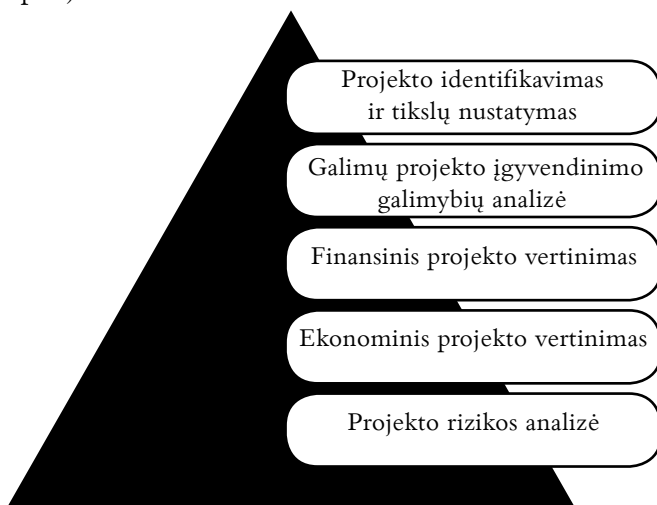 Projekto identifikavimas
ir tikslų nustatymas
Galimų projekto įgyvendinimo
galimybių analizė
Finansinis projekto vertinimas
Ekonominis projekto vertinimas
Projekto rizikos analizė